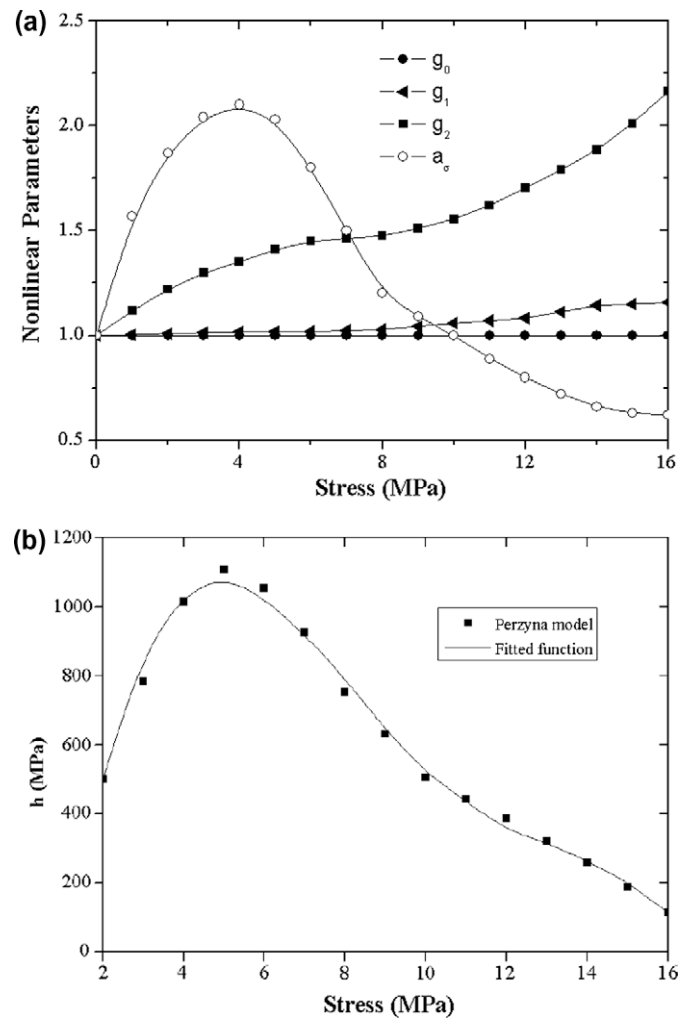 (a)
2.5
2.0
1.5
1.0
0.5
Nonlinear Parameters
g0
g1
g2
aσ
0 4 8 12 16
Stress (MPa)
(b)
1200
1000
800
600
400
200
0
h (MPa)
Perzyna model
Fitted function
2 4 6 8 10 12 14 16
Stress (MPa)